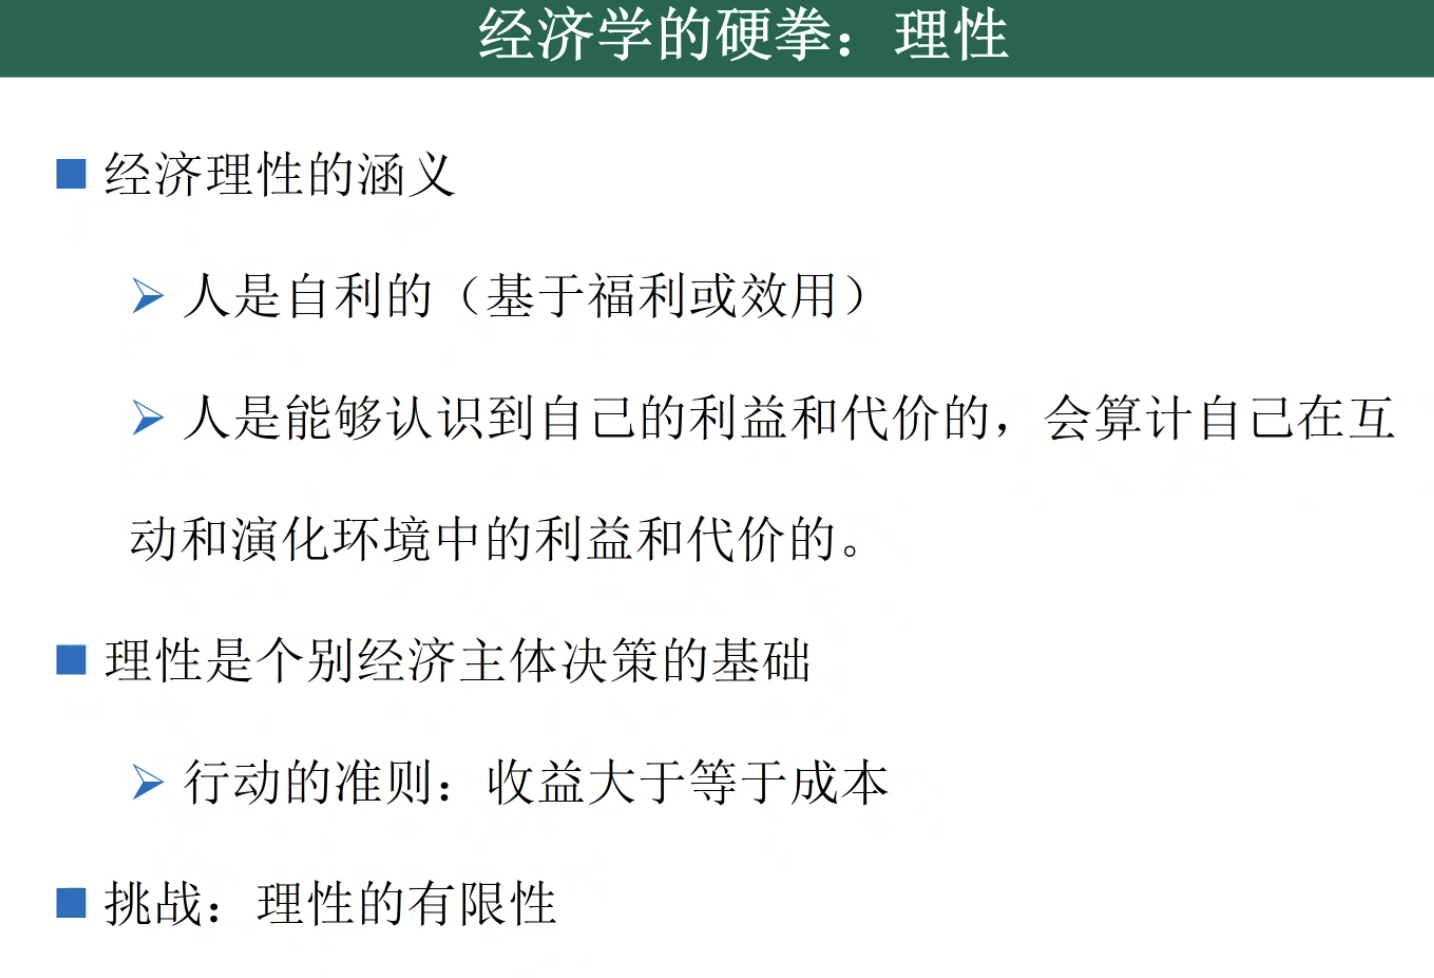 经济学的硬拳：理性
经济理性的涵义
人是自利的（基于福利或效用）
人是能够认识到自己的利益和代价的，会算计自己在互
动和演化环境中的利益和代价的。
理性是个别经济主体决策的基础
行动的准则：收益大于等于成本
挑战：理性的有限性